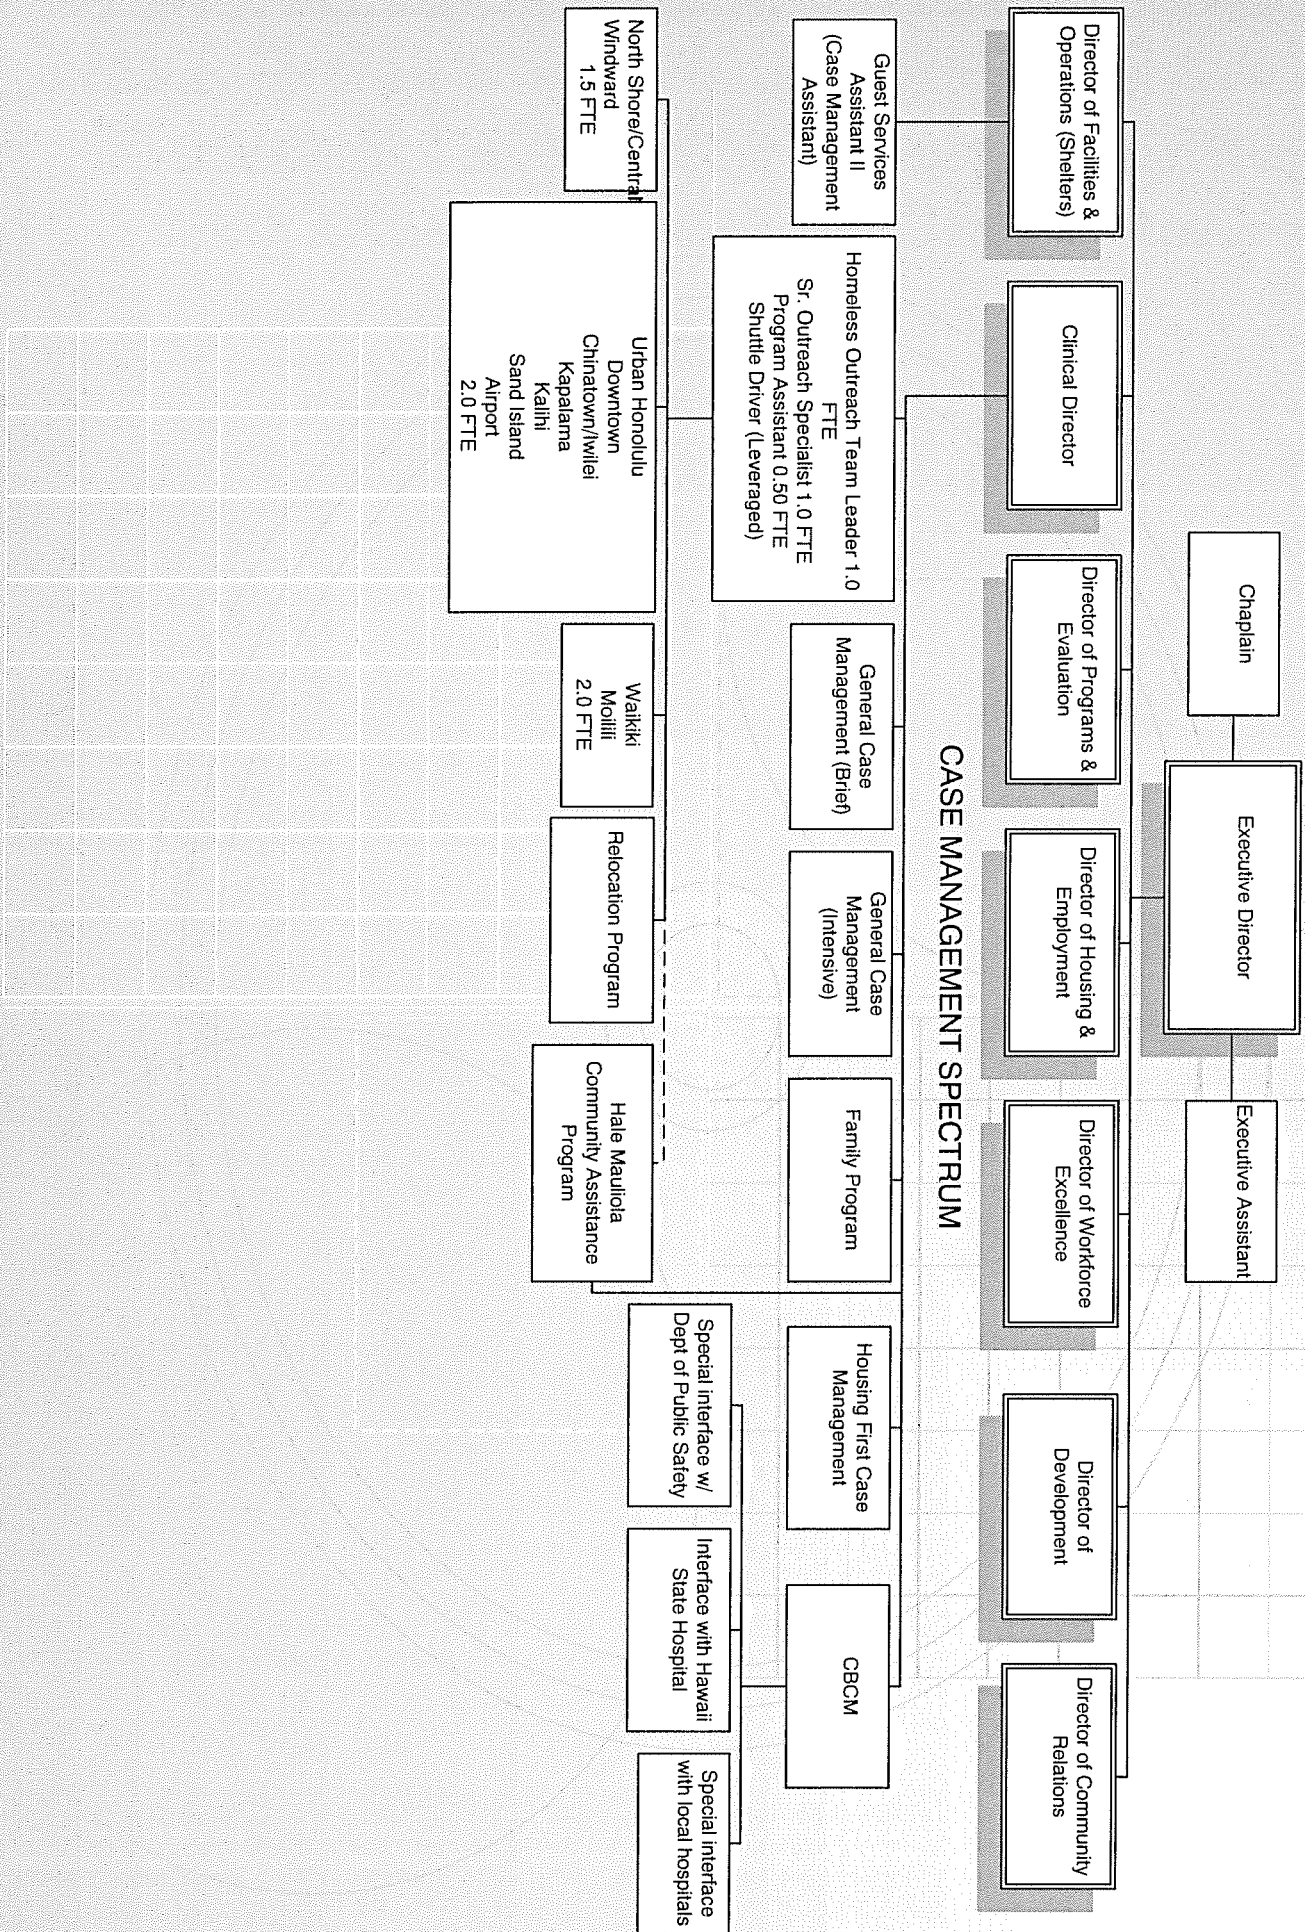 Chaplain
Executive Director
Executive Assistant
Director of Facilities &
Operations (Shelters)
Clinical Director
Director of Programs &
Evaluation
Director of Housing &
Employment
Director of Workforce
Excellence
Director of
Development
Director of Community
Relations
CASE MANAGEMENT SPECTRUM
Guest Services
Assistant II
(Case Management
Assistant)
Homeless Outreach Team Leader 1.0
FTE
Sr. Outreach Specialist 1.0 FTE
Program Assistant 0.50 FTE
Shuttle Driver (Leveraged)
General Case
Management (Brief)
General Case
Management
(Intensive)
Family Program
Housing First Case
Management
CBCM
North Shore/Central
Windward
1.5 FTE
Urban Honolulu
Downtown
Chinatown/Iwilei
Kapalama
Kalihi
Sand Island
Airport
2.0 FTE
Waikiki
Moilili
2.0 FTE
Relocation Program
Hale Mauliola
Community Assistance
Program
Special interface w/
Dept of Public Safety
Interface with Hawaii
State Hospital
Special interface
with local hospitals